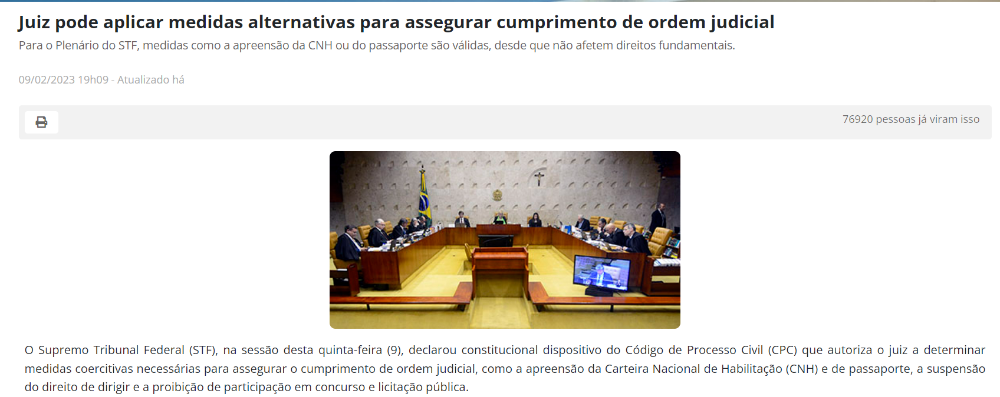 Juiz pode aplicar medidas alternativas para assegurar cumprimento de ordem judicial
Para o Plenário do STF, medidas como a apreensão da CNH ou do passaporte são válidas, desde que não afetem direitos fundamentais.
09/02/2023 19h09 - Atualizado há
76920 pessoas já viram isso
O Supremo Tribunal Federal (STF), na sessão desta quinta-feira (9), declarou constitucional dispositivo do Código de Processo Civil (CPC) que autoriza o juiz a determinar
medidas coercitivas necessárias para assegurar o cumprimento de ordem judicial, como a apreensão da Carteira Nacional de Habilitação (CNH) e de passaporte, a suspensão
do direito de dirigir e a proibição de participação em concurso e licitação pública.